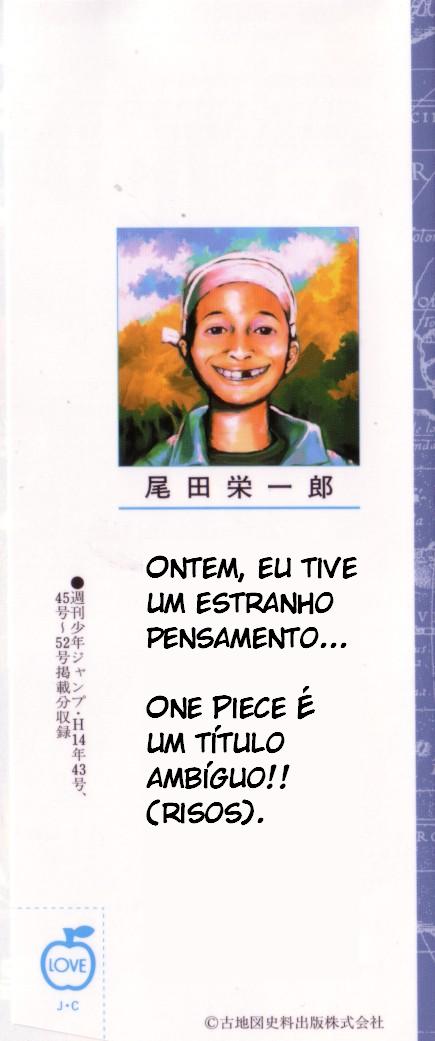 尾田栄一郎
ONTEM, EU TIVE
UM ESTRANHO
PENSAMENTO...
ONE PIECE É
UM TÍTULO
AMBÍGUO!!
(RISOS).
●週刊少年ジャンプ・H14年43号、
45号〜52号掲載分収録
LOVE
J・C
©古地図史料出版株式会社